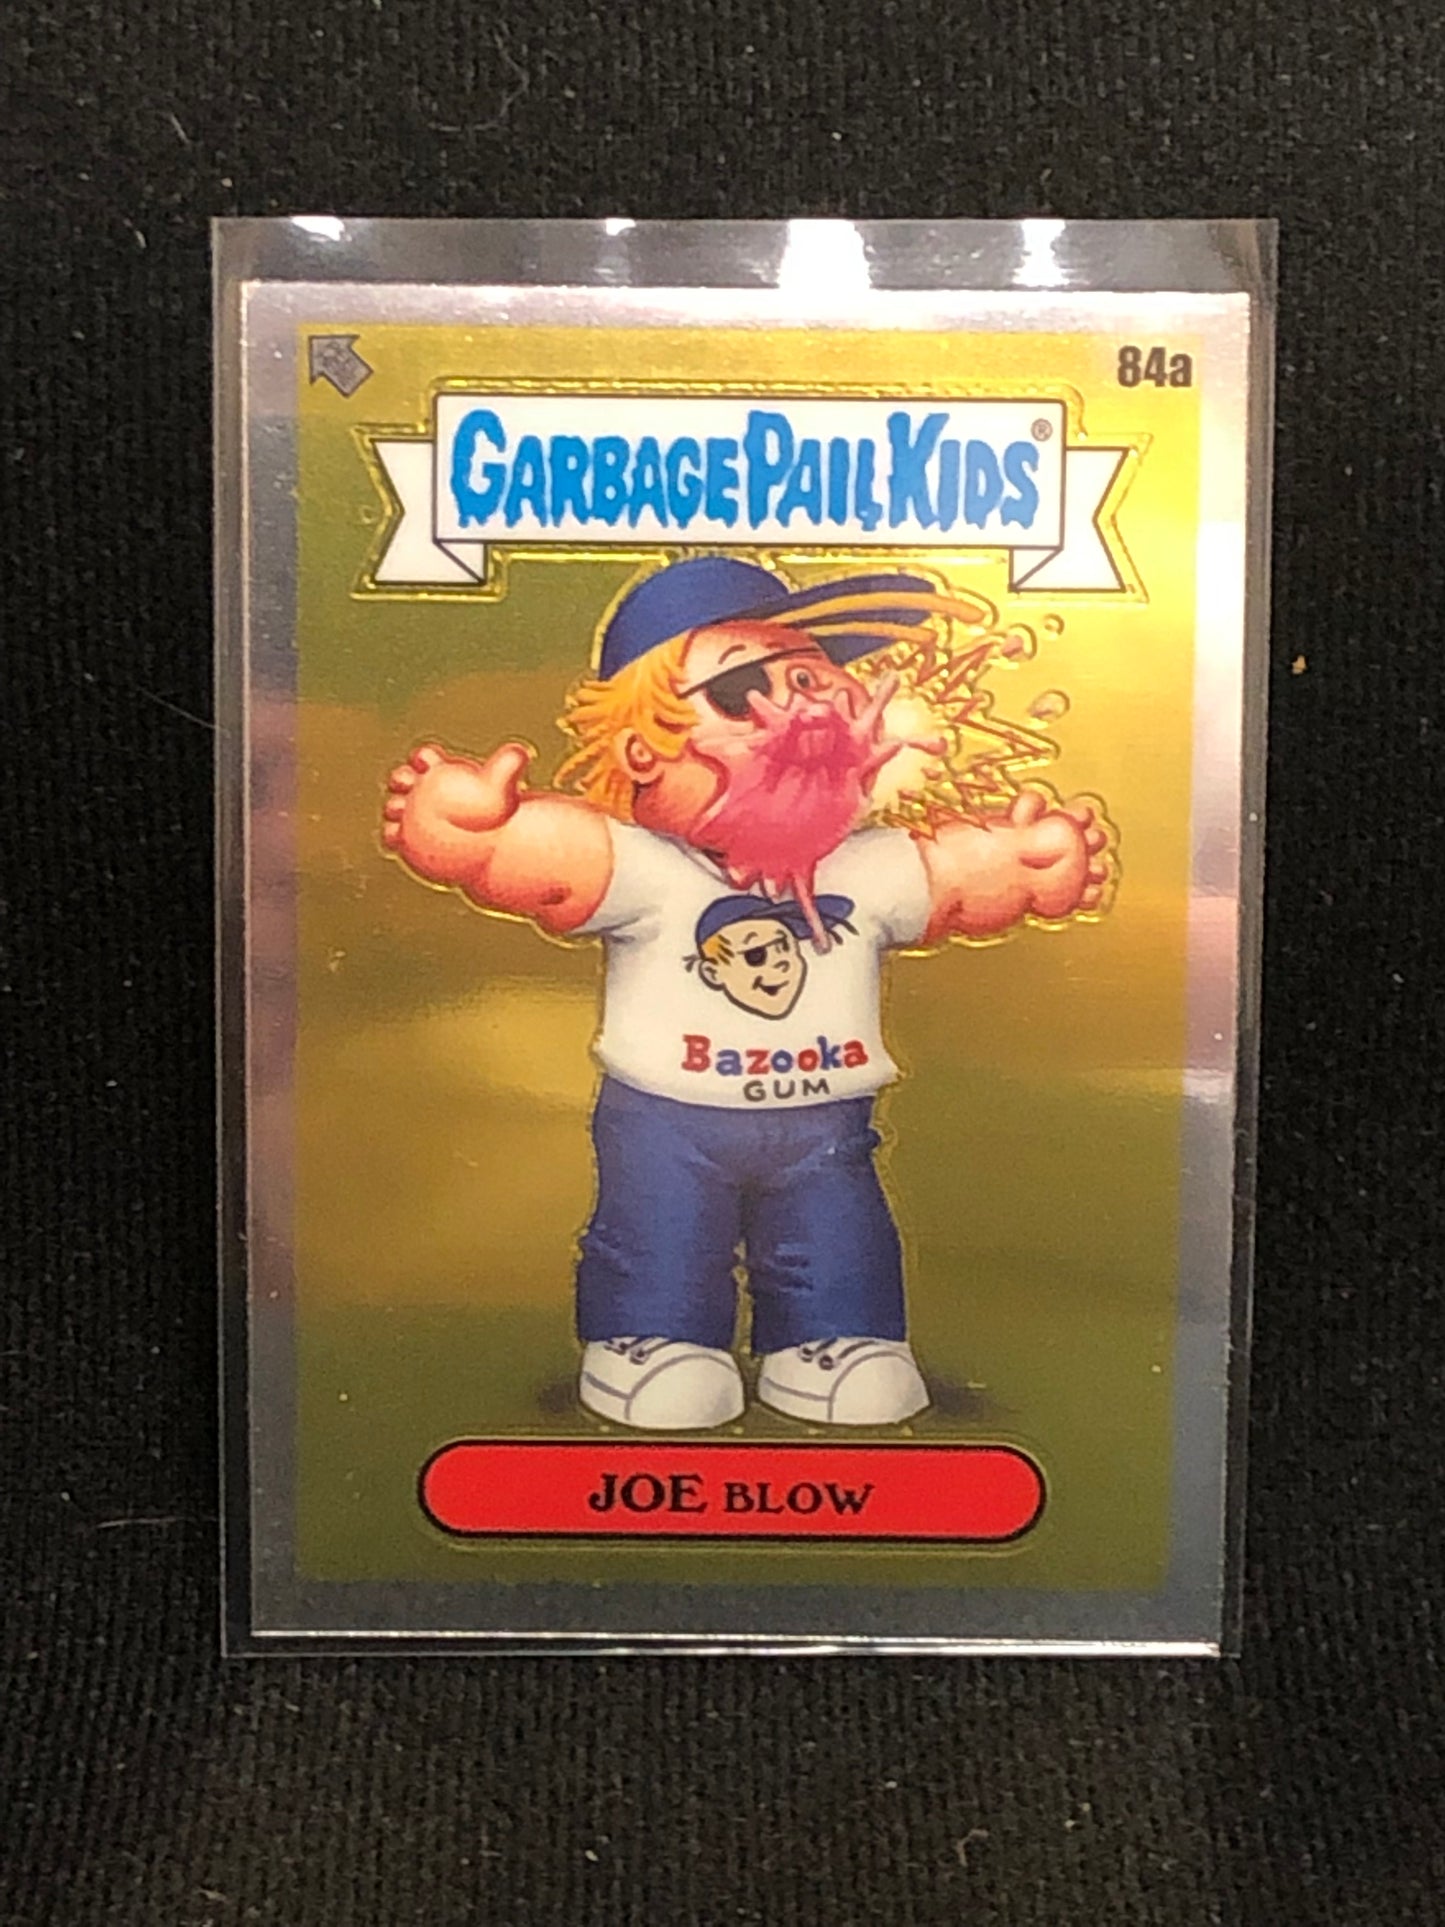 84a
GARBAGE PAIL KIDS®
Bazooka
GUM
JOE BLOW